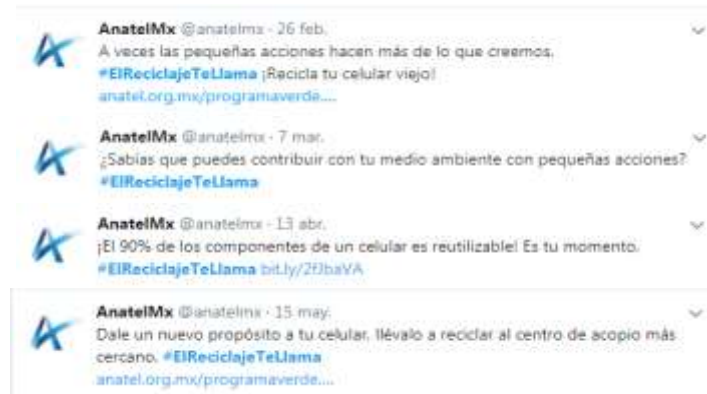 AnatelMx @anatelmx · 26 feb.
A veces las pequeñas acciones hacen más de lo que creemos.
#ElReciclajeTeLlama ¡Recicla tu celular viejo!
anatel.org.mx/programaverde....
AnatelMx @anatelmx · 7 mar.
¿Sabías que puedes contribuir con tu medio ambiente con pequeñas acciones?
#ElReciclajeTeLlama
AnatelMx @anatelmx · 13 abr.
¡El 90% de los componentes de un celular es reutilizable! Es tu momento.
#ElReciclajeTeLlama bit.ly/2fJbaVA
AnatelMx @anatelmx · 15 may.
Dale un nuevo propósito a tu celular, llévalo a reciclar al centro de acopio más
cercano. #ElReciclajeTeLlama
anatel.org.mx/programaverde....